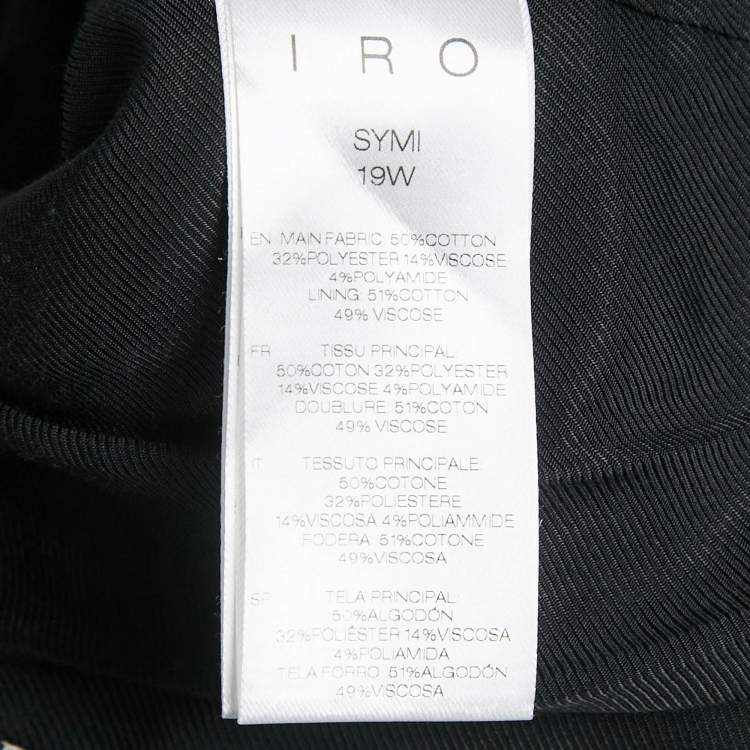 IRO
SYMI
19W
EN MAIN FABRIC: 50%COTTON
32%POLYESTER 14%VISCOSE
4%POLYAMIDE
LINING: 51%COTTON
49% VISCOSE
FR TISSU PRINCIPAL:
50%COTON 32%POLYESTER
14%VISCOSE 4%POLYAMIDE
DOUBLURE: 51%COTON
49% VISCOSE
IT TESSUTO PRINCIPALE:
50%COTONE
32%POLIESTERE
14%VISCOSA 4%POLIAMMIDE
FODERA: 51%COTONE
49%VISCOSA
SP TELA PRINCIPAL:
50%ALGODÓN
32%POLIÉSTER 14%VISCOSA
4%POLIAMIDA
TELA FORRO: 51%ALGODÓN
49%VISCOSA